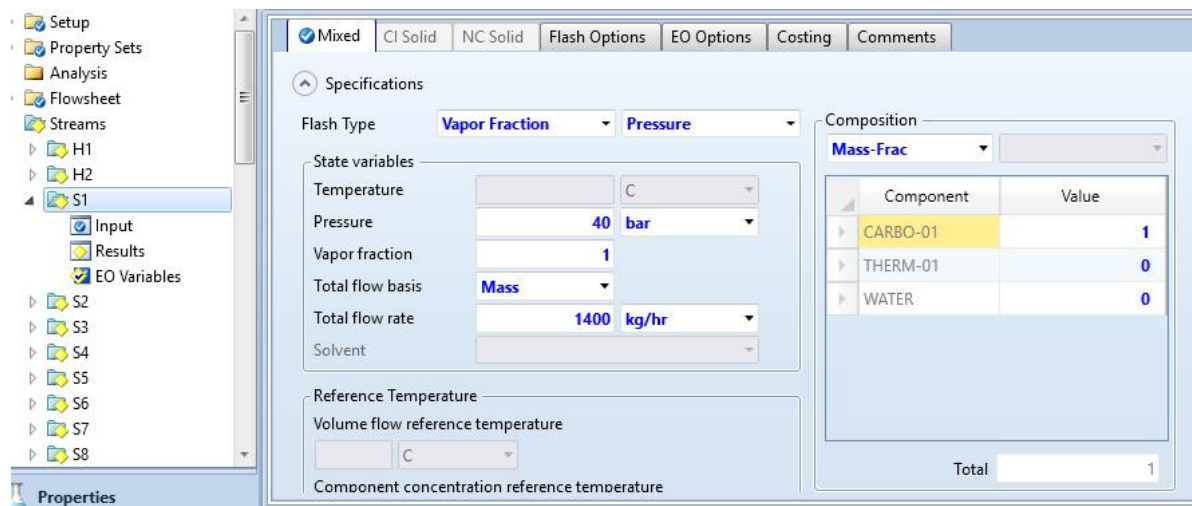 Setup
Property Sets
Analysis
Flowsheet
Streams
H1
H2
S1
Input
Results
EO Variables
S2
S3
S4
S5
S6
S7
S8
Properties
Mixed CI Solid NC Solid Flash Options EO Options Costing Comments
Specifications
Flash Type Vapor Fraction Pressure
State variables
Temperature C
Pressure 40 bar
Vapor fraction 1
Total flow basis Mass
Total flow rate 1400 kg/hr
Solvent
Reference Temperature
Volume flow reference temperature
C
Component concentration reference temperature
Composition
Mass-Frac
Component Value
CARBO-01 1
THERM-01 0
WATER 0
Total 1